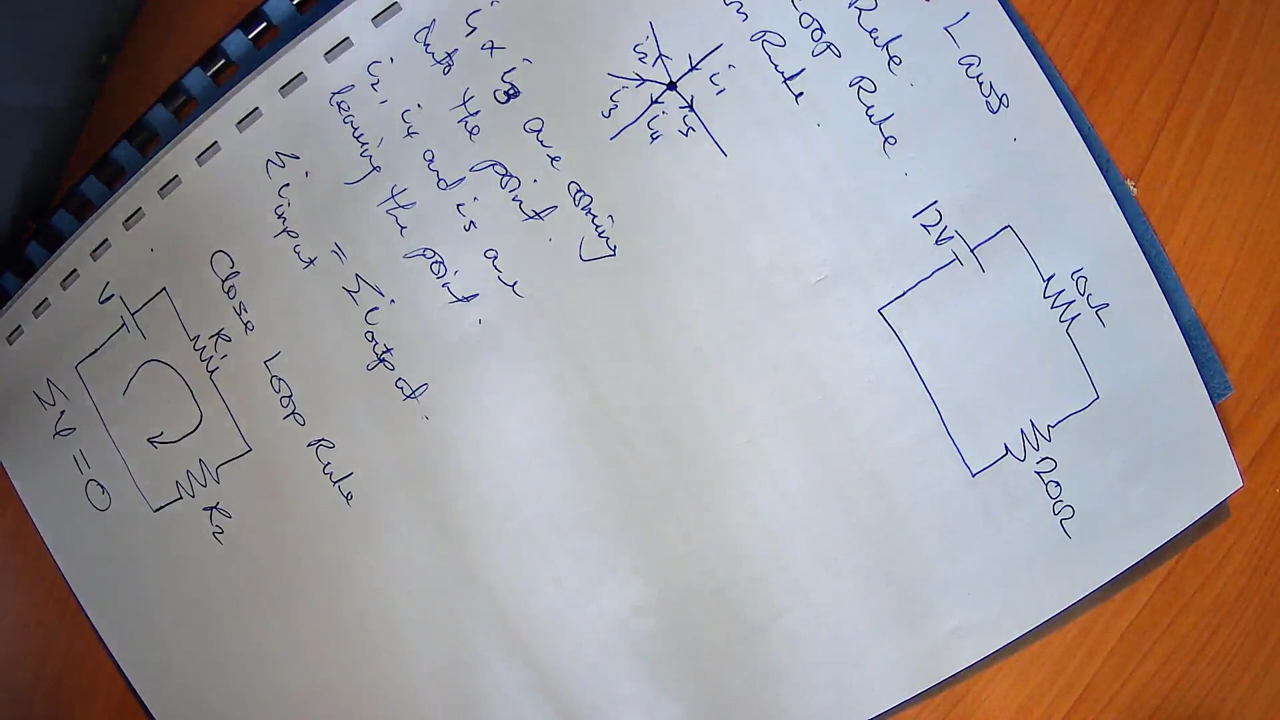 Laws.
Rule.
Loop Rule.
Rule
i₁
i₂
i₃
i₄
i₅
i₁ & i₃ are coming
into the point.
i₂, i₄ and i₅ are
leaving the point.
Σ i input = Σ i output.
Close Loop Rule
V
R₁
R₂
Σ V = 0
12V
10Ω
20Ω